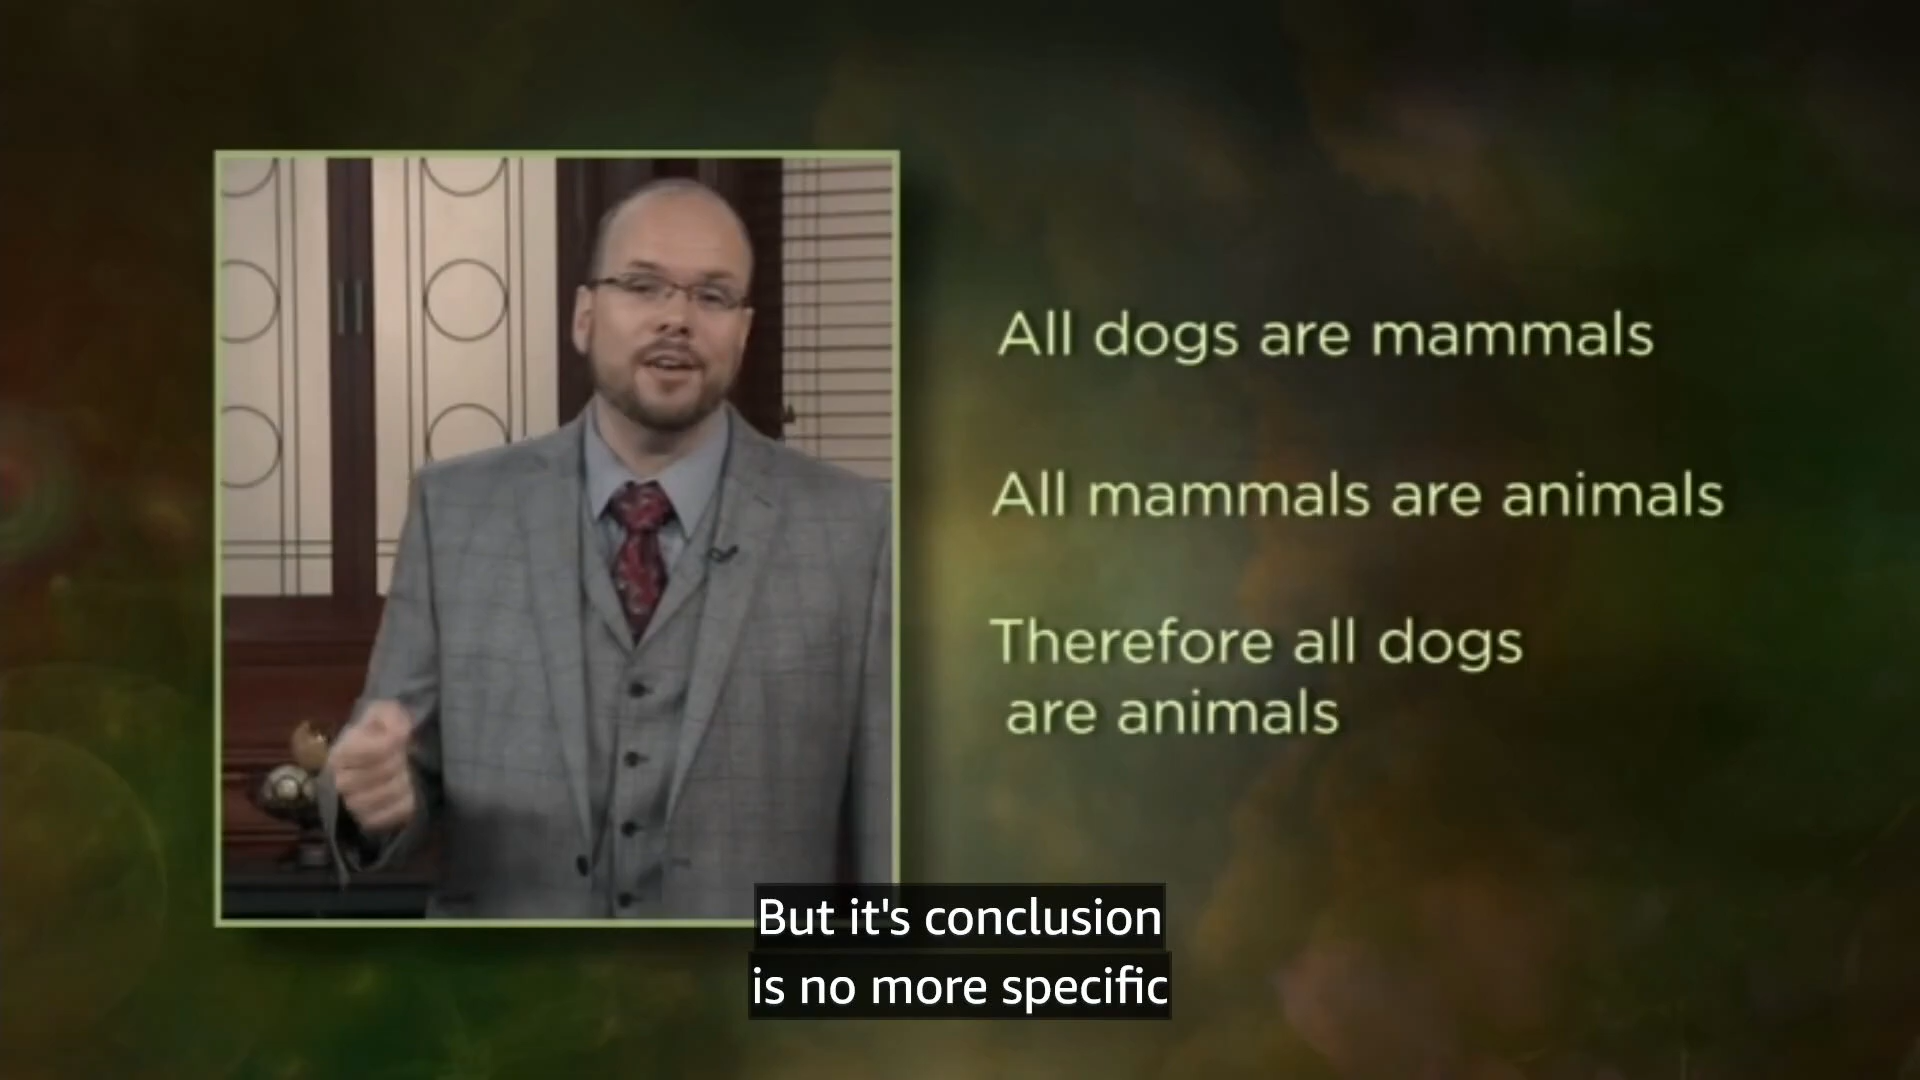 All dogs are mammals
All mammals are animals
Therefore all dogs
are animals
But it's conclusion
is no more specific